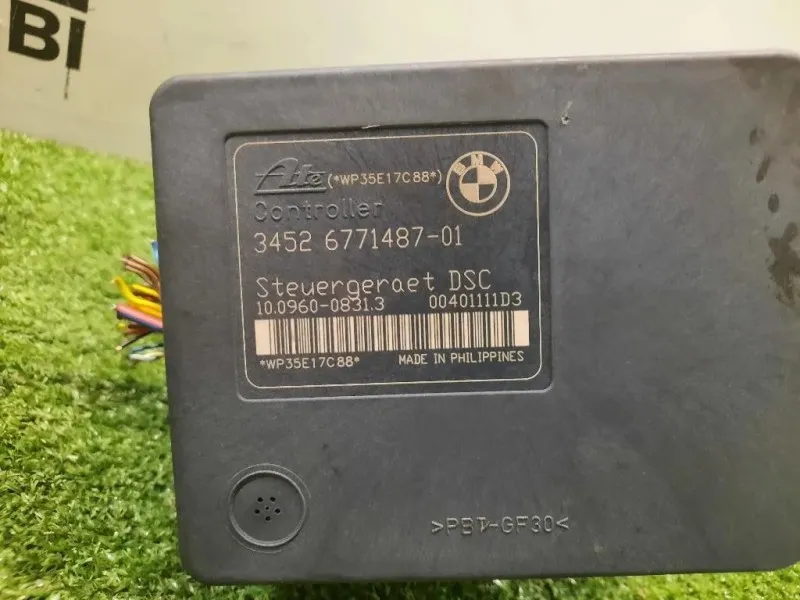 BI
Ate (*WP35E17C88*) BMW
Controller
3452 6771487-01
Steuergeraet DSC
10.0960-0831.3 00401111D3
*WP35E17C88* MADE IN PHILIPPINES
>PBT-GF30<